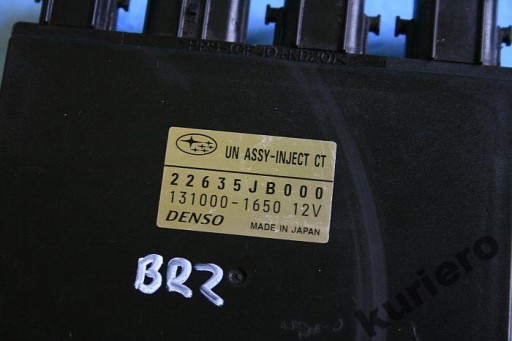 UN ASSY-INJECT CT
22635JB000
131000-1650 12V
DENSO MADE IN JAPAN
BRZ
kuriero